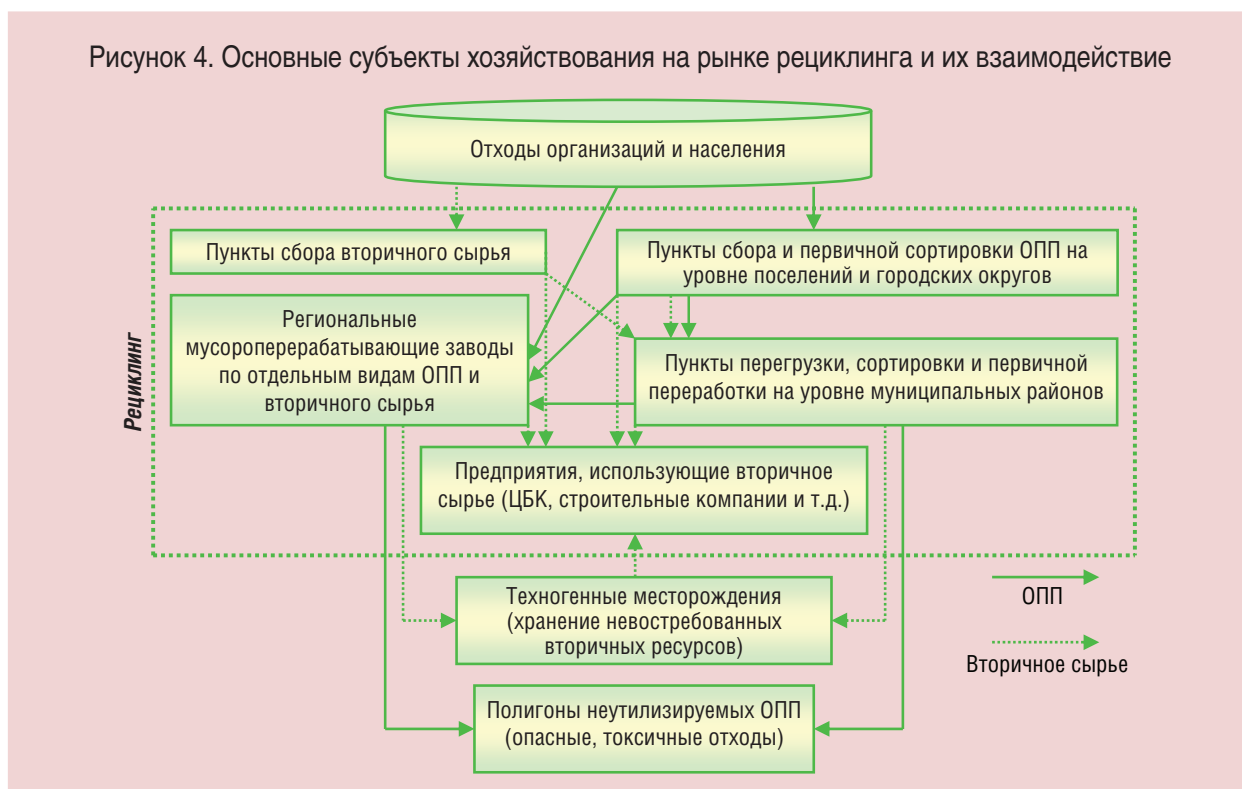 Рисунок 4. Основные субъекты хозяйствования на рынке рециклинга и их взаимодействие
Отходы организаций и населения
Пункты сбора вторичного сырья
Пункты сбора и первичной сортировки ОПП на
уровне поселений и городских округов
Региональные
мусороперерабатывающие заводы
по отдельным видам ОПП и
вторичного сырья
Пункты перегрузки, сортировки и первичной
переработки на уровне муниципальных районов
Рециклинг
Предприятия, использующие вторичное
сырье (ЦБК, строительные компании и т.д.)
Техногенные месторождения
(хранение невостребованных
вторичных ресурсов)
ОПП
Вторичное сырье
Полигоны неутилизируемых ОПП
(опасные, токсичные отходы)